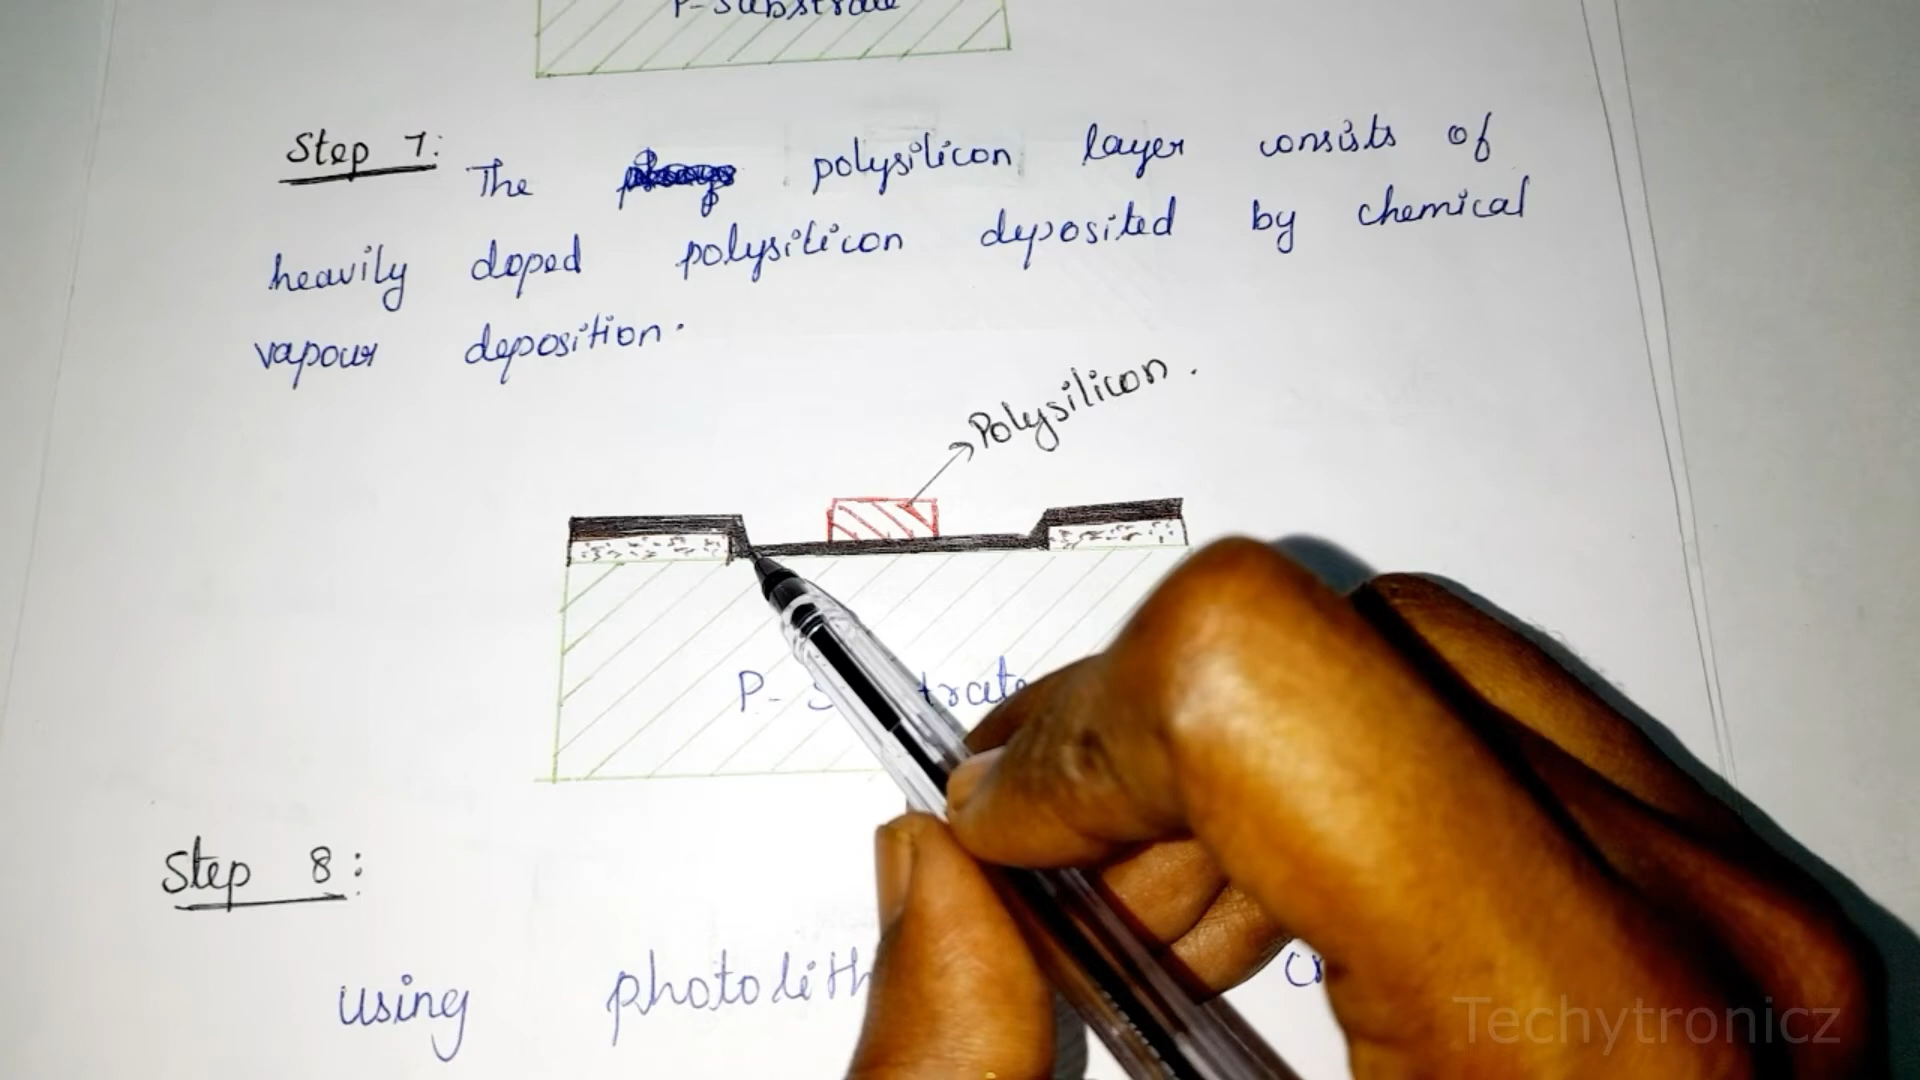 P-Substrate
Step 7:
The polysilicon layer consists of
heavily doped polysilicon deposited by chemical
vapour deposition.
Polysilicon.
P-
Step 8:
using
Techytronicz